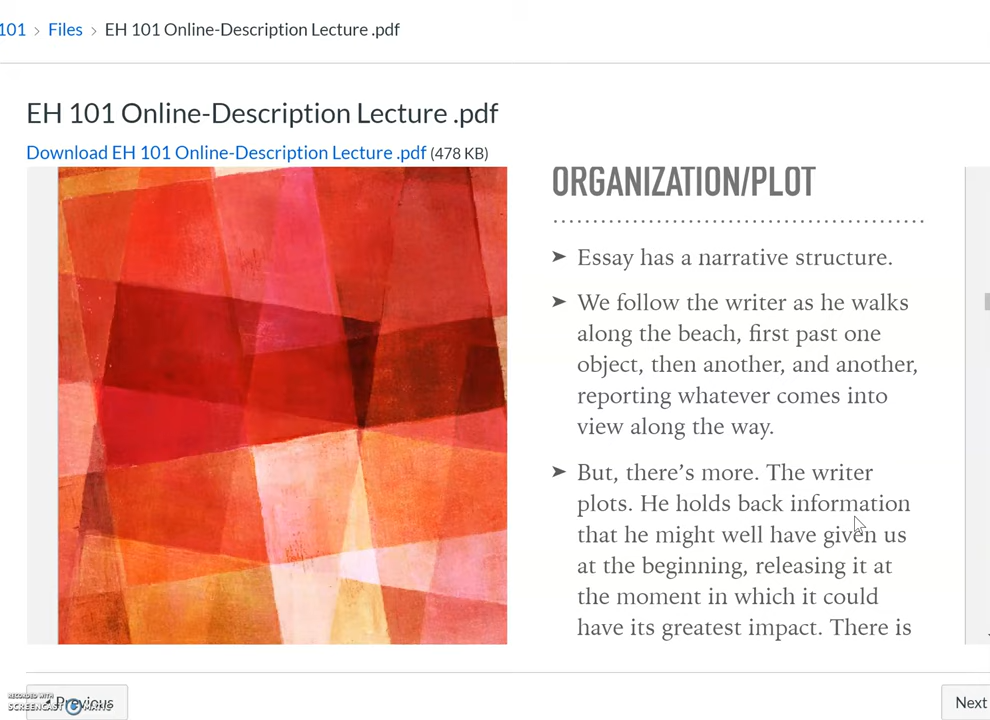 101 > Files > EH 101 Online-Description Lecture .pdf
EH 101 Online-Description Lecture .pdf
Download EH 101 Online-Description Lecture .pdf (478 KB)
ORGANIZATION/PLOT
➤ Essay has a narrative structure.
➤ We follow the writer as he walks
along the beach, first past one
object, then another, and another,
reporting whatever comes into
view along the way.
➤ But, there's more. The writer
plots. He holds back information
that he might well have given us
at the beginning, releasing it at
the moment in which it could
have its greatest impact. There is
Previous
RECORDED WITH
SCREENCAST MATIC
Next